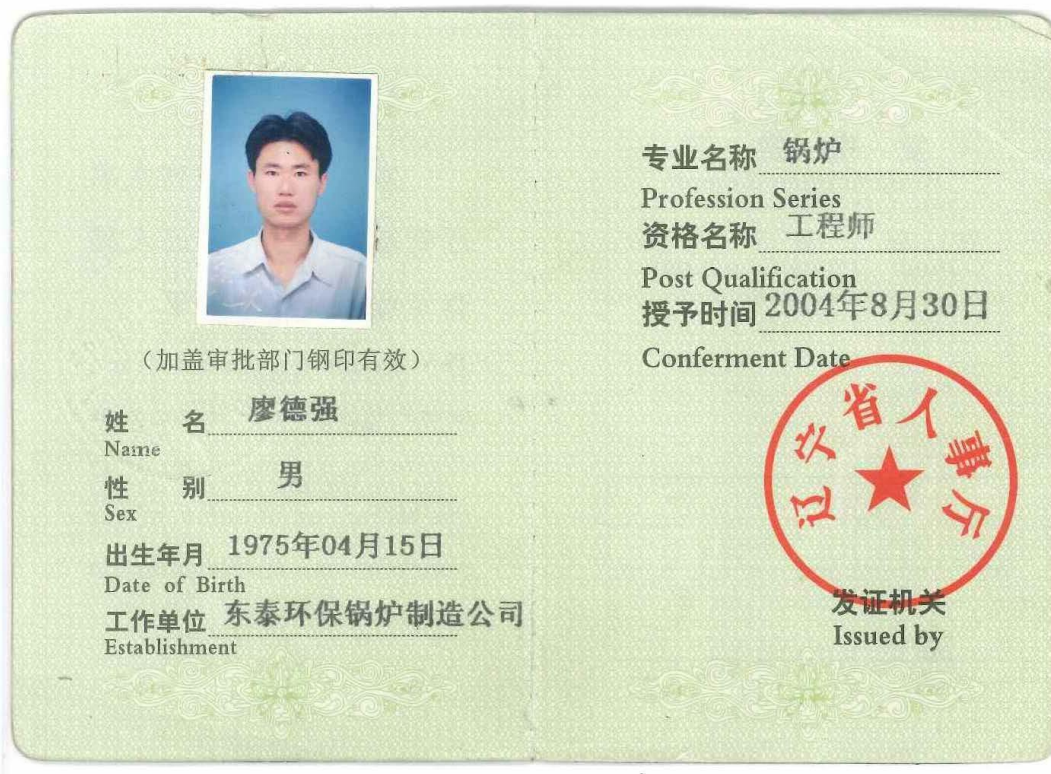 （加盖审批部门钢印有效）
姓 名 廖德强
Name
性 别 男
Sex
出生年月 1975年04月15日
Date of Birth
工作单位 东泰环保锅炉制造公司
Establishment
专业名称 锅炉
Profession Series
资格名称 工程师
Post Qualification
授予时间 2004年8月30日
Conferment Date
辽宁省人事厅
发证机关
Issued by